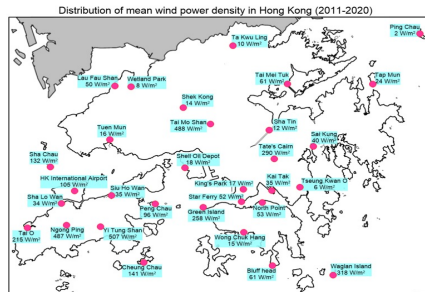 Distribution of mean wind power density in Hong Kong (2011-2020)
Ping Chau
2 W/m²
Ta Kwu Ling
10 W/m²
Lau Fau Shan
50 W/m²
Wetland Park
8 W/m²
Tai Mei Tuk
61 W/m²
Tap Mun
24 W/m²
Shek Kong
14 W/m²
Tai Mo Shan
488 W/m²
Tuen Mun
16 W/m²
Sha Tin
12 W/m²
Sai Kung
40 W/m²
Tate's Cairn
290 W/m²
Sha Chau
132 W/m²
Shell Oil Depot
18 W/m²
HK International Airport
105 W/m²
Siu Ho Wan
35 W/m²
King's Park 17 W/m²
Kai Tak
35 W/m²
Tseung Kwan O
6 W/m²
Sha Lo Wan
34 W/m²
Star Ferry 52 W/m²
Peng Chau
96 W/m²
Green Island
258 W/m²
North Point
53 W/m²
Tai O
215 W/m²
Ngong Ping
487 W/m²
Yi Tung Shan
507 W/m²
Wong Chuk Hang
15 W/m²
Cheung Chau
141 W/m²
Bluff head
61 W/m²
Waglan Island
318 W/m²